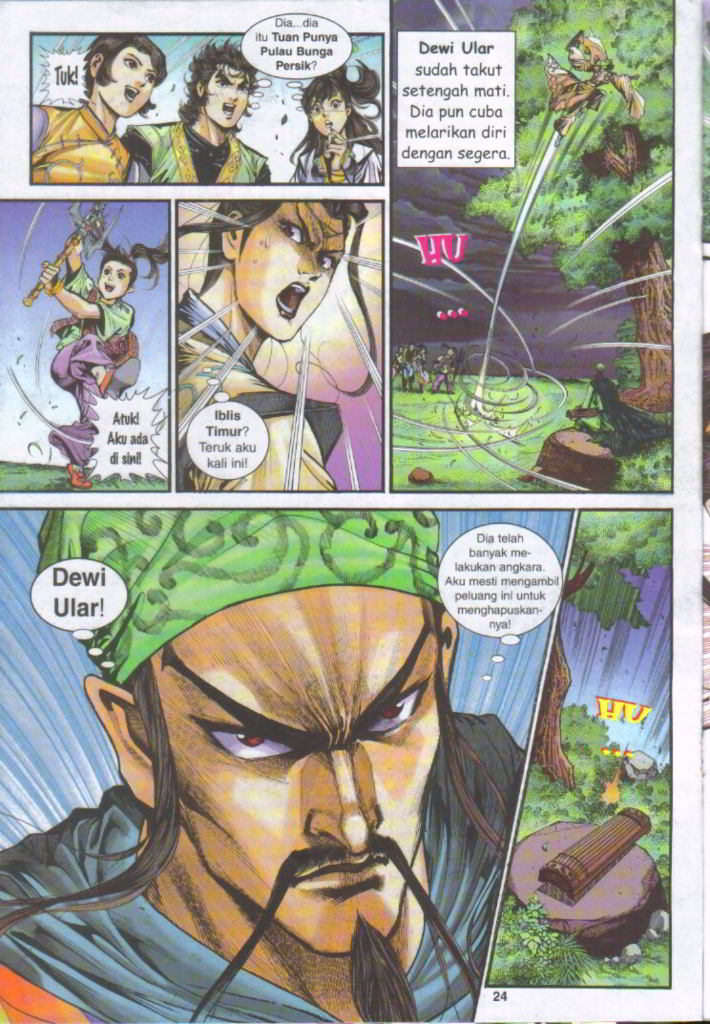 Tuk!
Dia...dia
itu Tuan Punya
Pulau Bunga
Persik?
Dewi Ular
sudah takut
setengah mati.
Dia pun cuba
melarikan diri
dengan segera.
HU
...
Atuk!
Aku ada
di sini!
Iblis
Timur?
Teruk aku
kali ini!
Dewi
Ular!
Dia telah
banyak me-
lakukan angkara.
Aku mesti mengambil
peluang ini untuk
menghapuskan-
nya!
HU
...
24